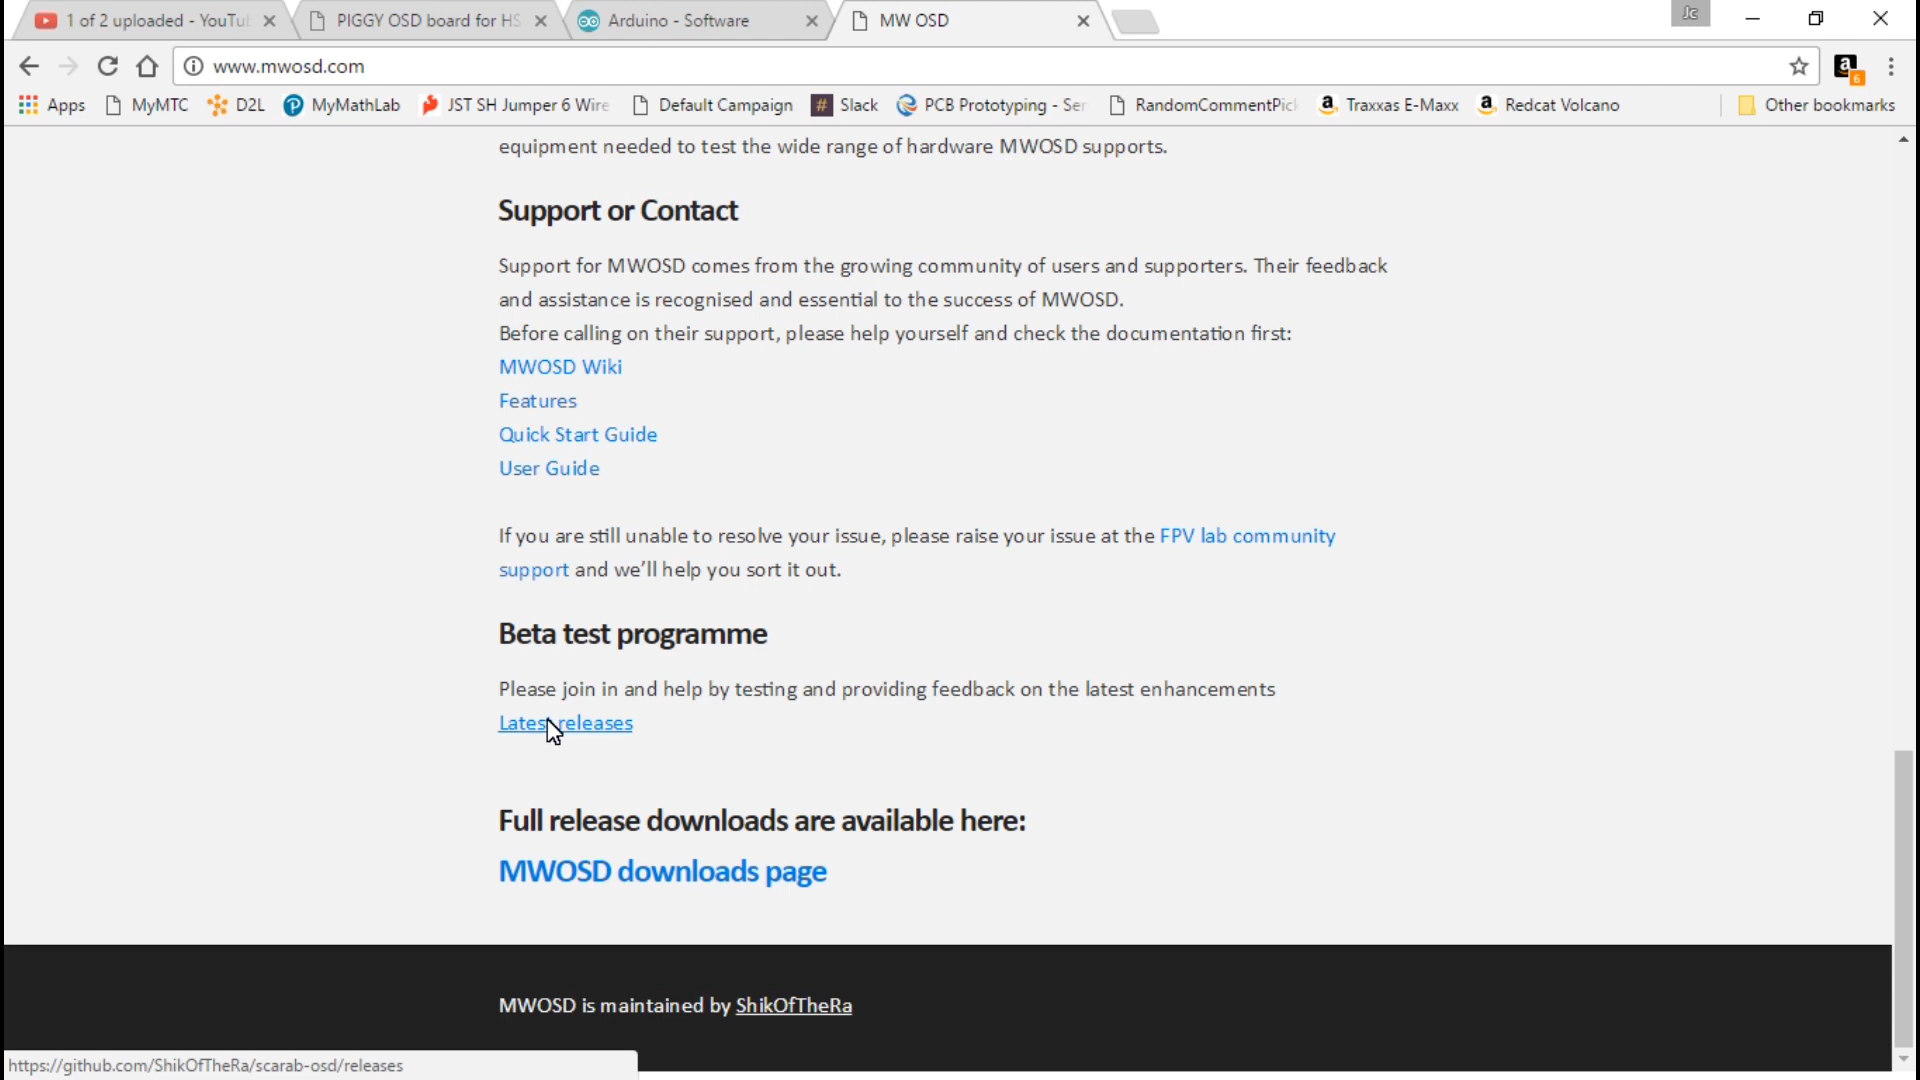 1 of 2 uploaded - YouTu
PIGGY OSD board for HS
Arduino - Software
MW OSD
Jc
www.mwosd.com
a
6
Apps
MyMTC
D2L
MyMathLab
JST SH Jumper 6 Wire
Default Campaign
Slack
PCB Prototyping - Ser
RandomCommentPick
Traxxas E-Maxx
Redcat Volcano
Other bookmarks
equipment needed to test the wide range of hardware MWOSD supports.
Support or Contact
Support for MWOSD comes from the growing community of users and supporters. Their feedback
and assistance is recognised and essential to the success of MWOSD.
Before calling on their support, please help yourself and check the documentation first:
MWOSD Wiki
Features
Quick Start Guide
User Guide
If you are still unable to resolve your issue, please raise your issue at the FPV lab community
support and we'll help you sort it out.
Beta test programme
Please join in and help by testing and providing feedback on the latest enhancements
Latest releases
Full release downloads are available here:
MWOSD downloads page
MWOSD is maintained by ShikOfTheRa
https://github.com/ShikOfTheRa/scarab-osd/releases